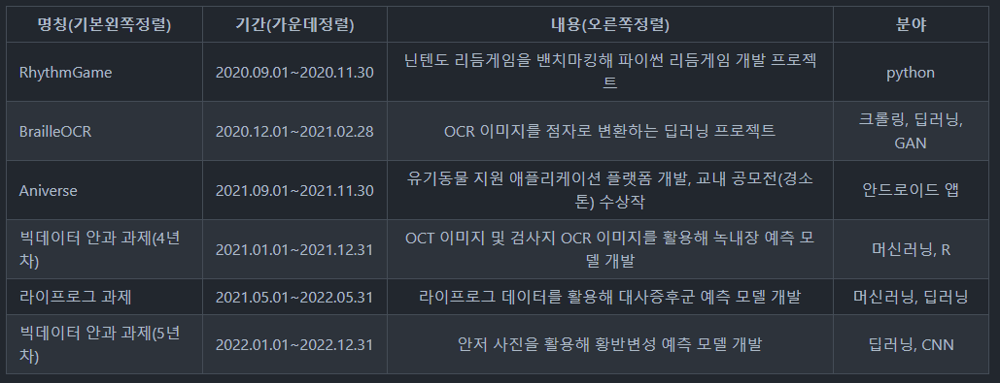 명칭(기본왼쪽정렬) 기간(가운데정렬) 내용(오른쪽정렬) 분야
RhythmGame 2020.09.01~2020.11.30 닌텐도 리듬게임을 밴치마킹해 파이썬 리듬게임 개발 프로젝
트 python
BrailleOCR 2020.12.01~2021.02.28 OCR 이미지를 점자로 변환하는 딥러닝 프로젝트 크롤링, 딥러닝,
GAN
Aniverse 2021.09.01~2021.11.30 유기동물 지원 애플리케이션 플랫폼 개발, 교내 공모전(경소
톤) 수상작 안드로이드 앱
빅데이터 안과 과제(4년
차) 2021.01.01~2021.12.31 OCT 이미지 및 검사지 OCR 이미지를 활용해 녹내장 예측 모
델 개발 머신러닝, R
라이프로그 과제 2021.05.01~2022.05.31 라이프로그 데이터를 활용해 대사증후군 예측 모델 개발 머신러닝, 딥러닝
빅데이터 안과 과제(5년
차) 2022.01.01~2022.12.31 안저 사진을 활용해 황반변성 예측 모델 개발 딥러닝, CNN